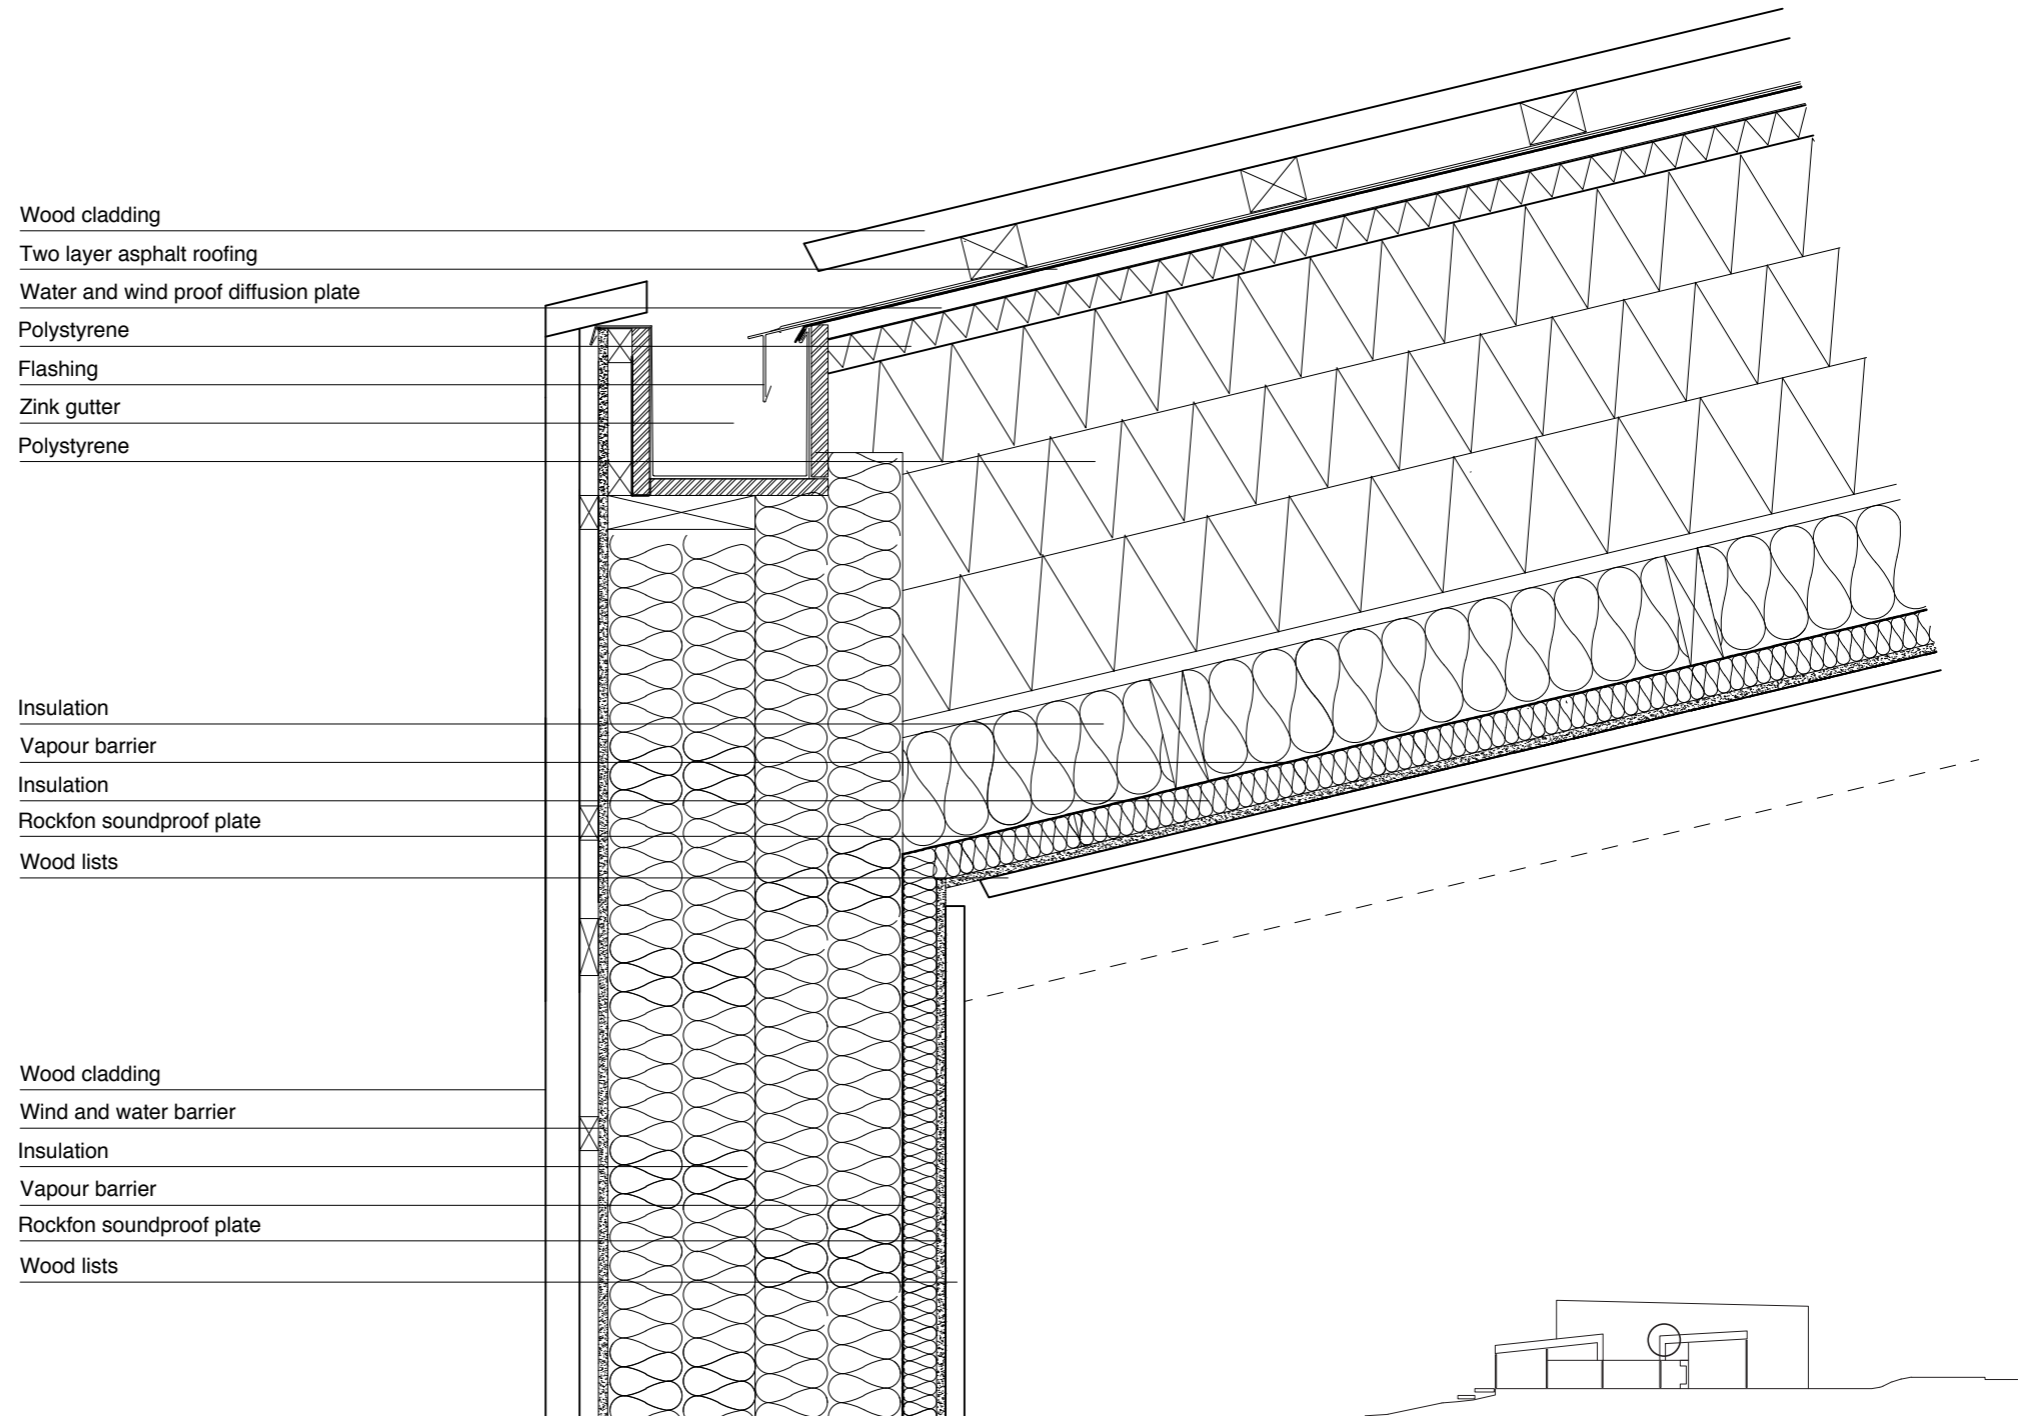 Wood cladding
Two layer asphalt roofing
Water and wind proof diffusion plate
Polystyrene
Flashing
Zink gutter
Polystyrene
Insulation
Vapour barrier
Insulation
Rockfon soundproof plate
Wood lists
Wood cladding
Wind and water barrier
Insulation
Vapour barrier
Rockfon soundproof plate
Wood lists